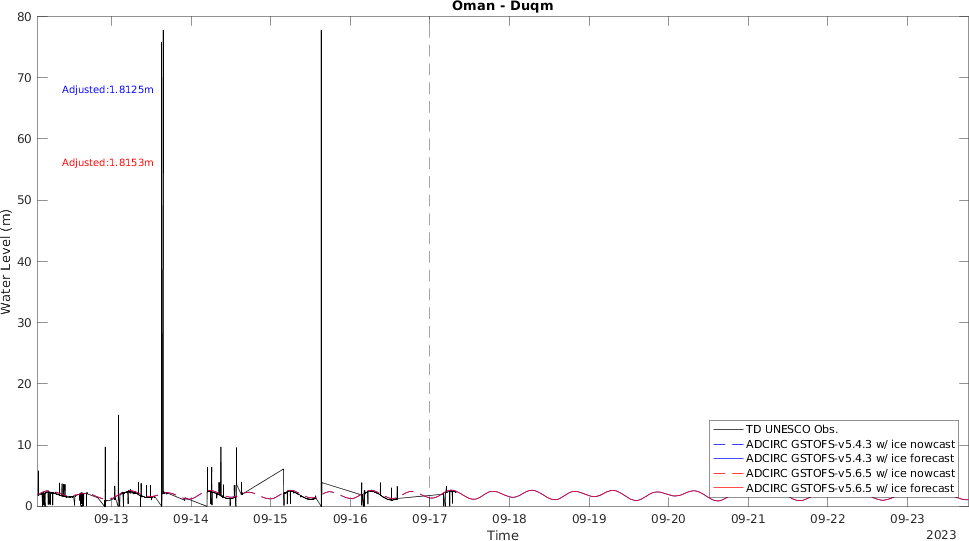 Oman - Duqm
80
70
60
50
40
30
20
10
0
Water Level (m)
Adjusted:1.8125m
Adjusted:1.8153m
TD UNESCO Obs.
ADCIRC GSTOFS-v5.4.3 w/ ice nowcast
ADCIRC GSTOFS-v5.4.3 w/ ice forecast
ADCIRC GSTOFS-v5.6.5 w/ ice nowcast
ADCIRC GSTOFS-v5.6.5 w/ ice forecast
09-13 09-14 09-15 09-16 09-17 09-18 09-19 09-20 09-21 09-22 09-23
Time
2023